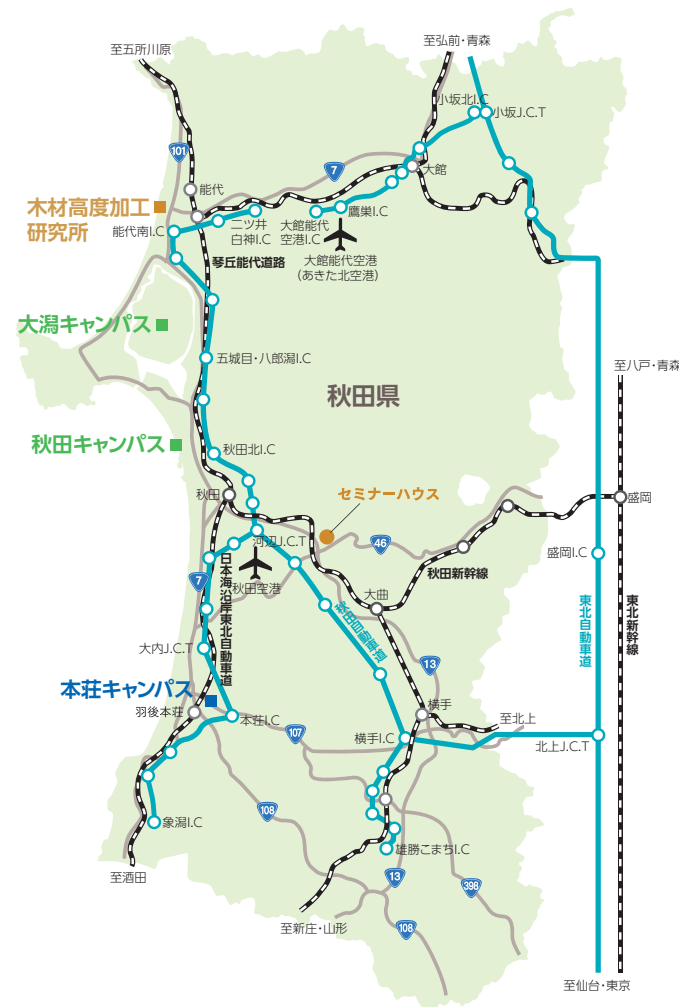 至五所川原
至弘前・青森
小坂北I.C
小坂J.C.T
101
7
大館
能代
木材高度加工
研究所
能代南I.C
二ツ井
白神I.C
大館能代
空港I.C
鷹巣I.C
琴丘能代道路
大館能代空港
(あきた北空港)
大潟キャンパス
五城目・八郎潟I.C
至八戸・青森
秋田県
秋田キャンパス
秋田北I.C
秋田
セミナーハウス
盛岡
河辺J.C.T
46
盛岡I.C
秋田空港
秋田新幹線
7
日本海沿岸東北自動車道
大曲
秋田自動車道
東北自動車道
東北新幹線
大内J.C.T
13
本荘キャンパス
羽後本荘
本荘I.C
横手
至北上
107
横手I.C
北上J.C.T
108
象潟I.C
雄勝こまちI.C
至酒田
13
398
至新庄・山形
108
至仙台・東京